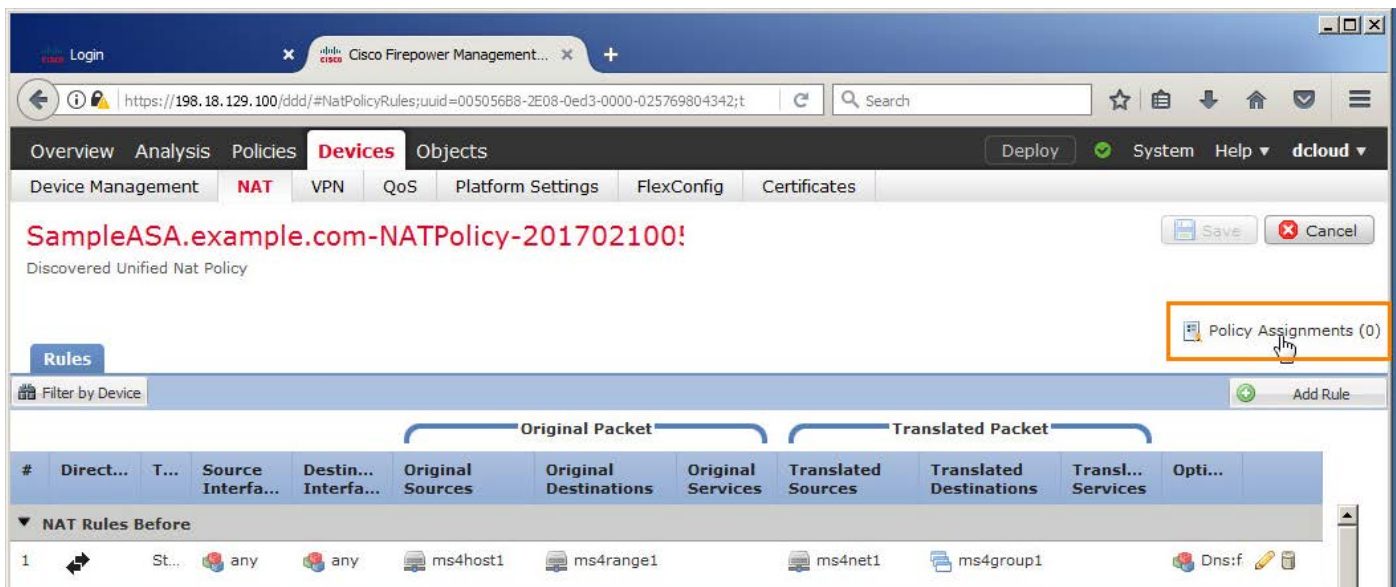 CISCO Login
CISCO Cisco Firepower Management...
https://198.18.129.100/ddd/#NatPolicyRules;uuid=005056B8-2E08-0ed3-0000-025769804342;t Search
Overview Analysis Policies Devices Objects Deploy System Help dcloud
Device Management NAT VPN QoS Platform Settings FlexConfig Certificates
SampleASA.example.com-NATPolicy-201702100
Save Cancel
Discovered Unified Nat Policy
Policy Assignments (0)
Rules
Filter by Device Add Rule
Original Packet Translated Packet
# Direct... T... Source Interfa... Destin... Interfa... Original Sources Original Destinations Original Services Translated Sources Translated Destinations Transl... Services Opti...
NAT Rules Before
1 St... any any ms4host1 ms4range1 ms4net1 ms4group1 Dns:f